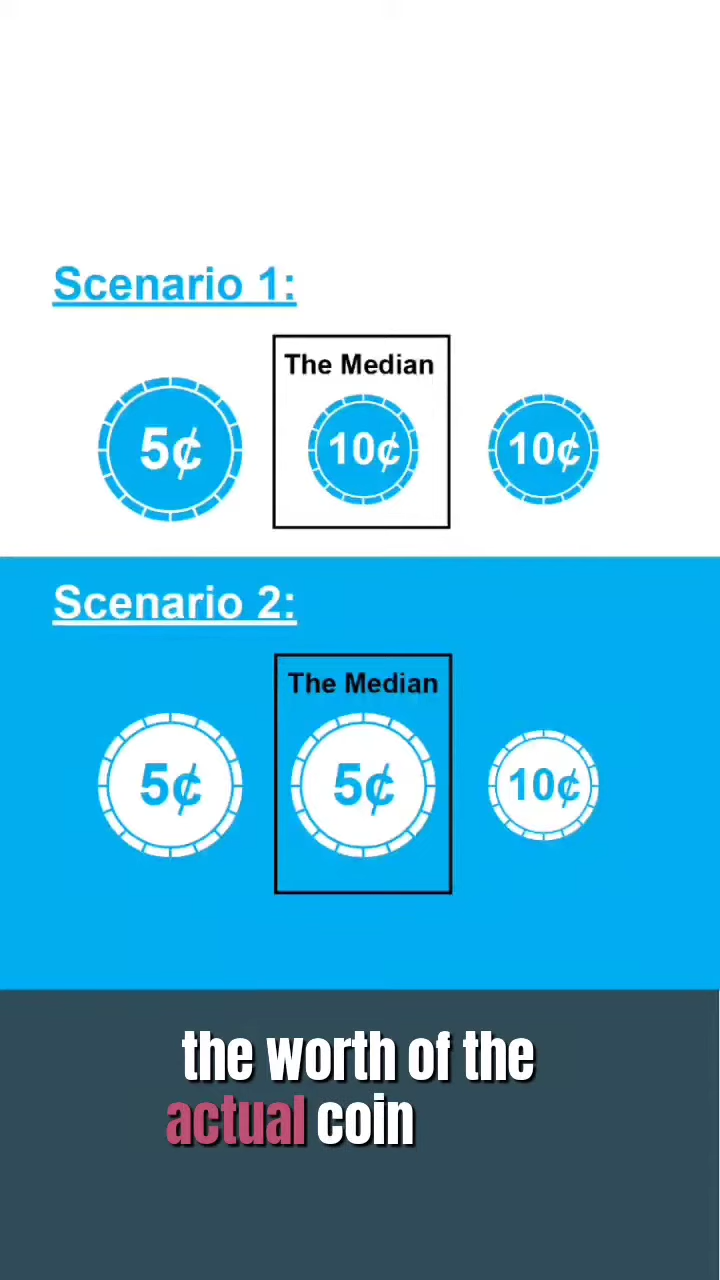 Scenario 1:
The Median
5¢ 10¢ 10¢
Scenario 2:
The Median
5¢ 5¢ 10¢
the worth of the
actual coin